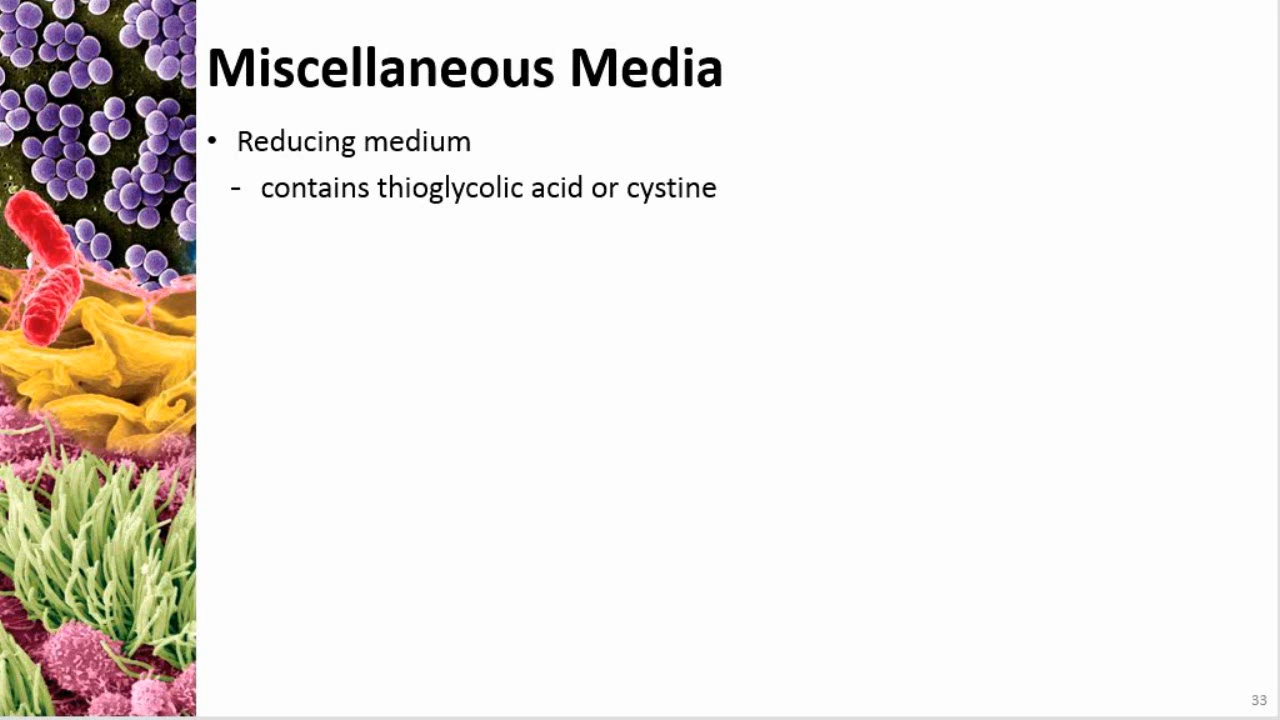 Miscellaneous Media
• Reducing medium
- contains thioglycolic acid or cystine
33